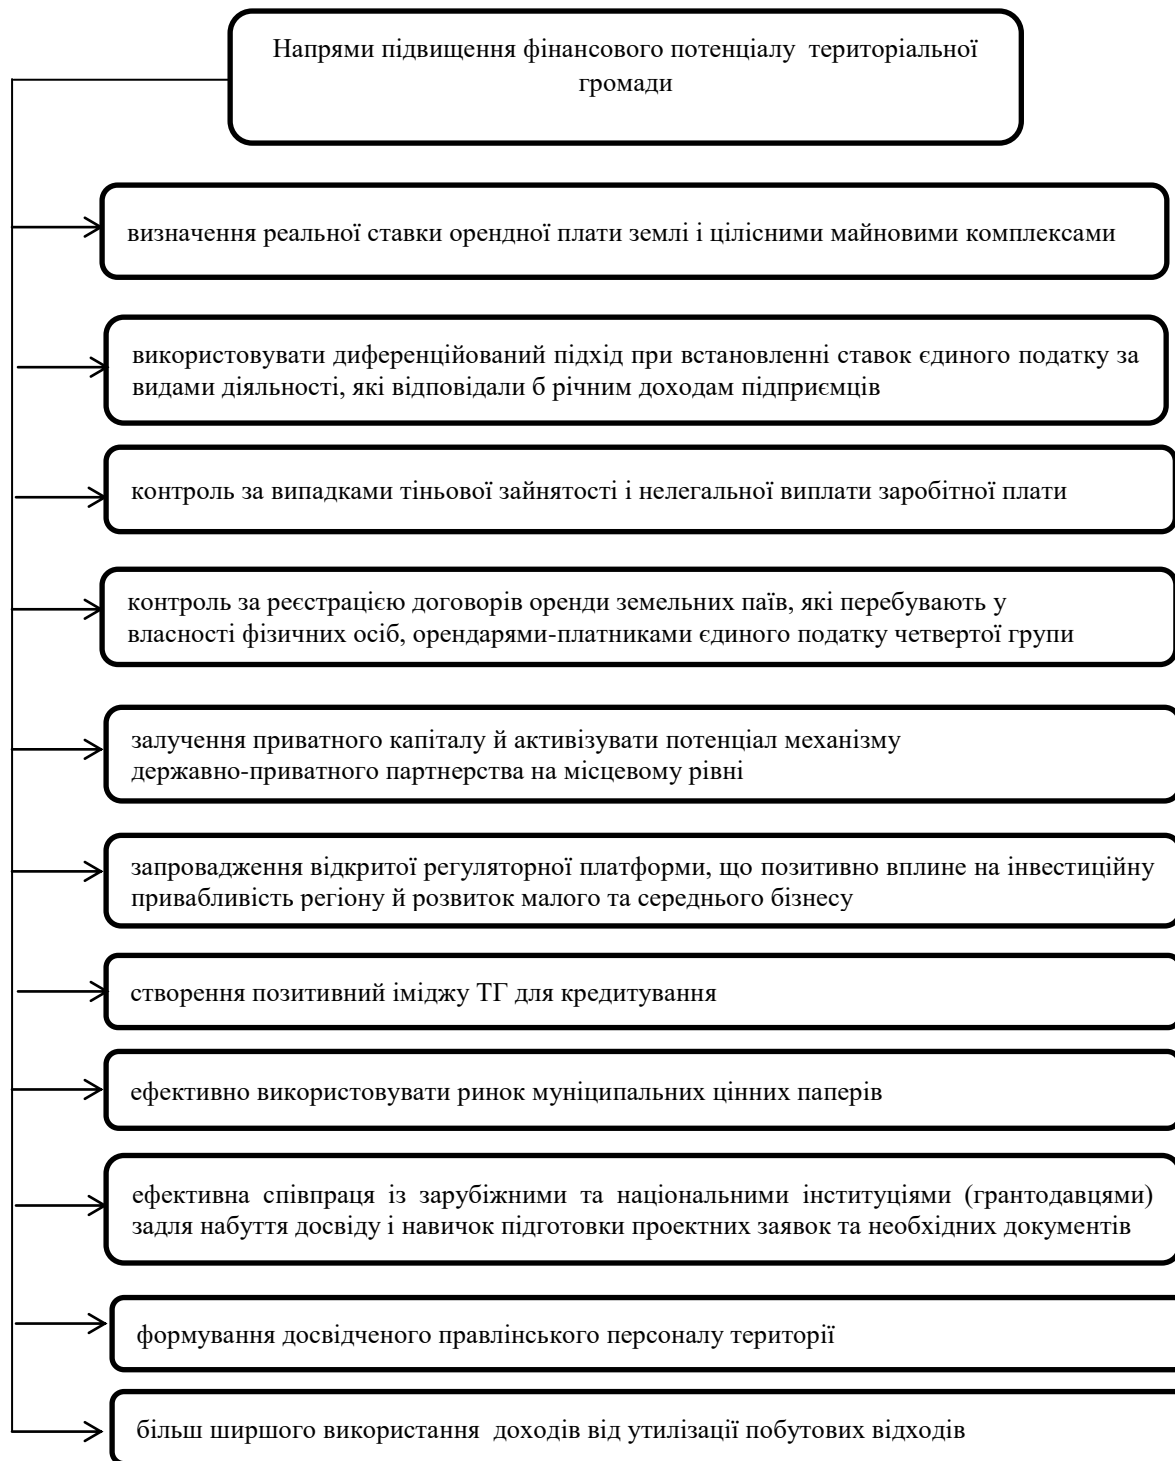 Напрями підвищення фінансового потенціалу територіальної
громади
визначення реальної ставки орендної плати землі і цілісними майновими комплексами
використовувати диференційований підхід при встановленні ставок єдиного податку за
видами діяльності, які відповідали б річним доходам підприємців
контроль за випадками тіньової зайнятості і нелегальної виплати заробітної плати
контроль за реєстрацією договорів оренди земельних паїв, які перебувають у
власності фізичних осіб, орендарями-платниками єдиного податку четвертої групи
залучення приватного капіталу й активізувати потенціал механізму
державно-приватного партнерства на місцевому рівні
запровадження відкритої регуляторної платформи, що позитивно вплине на інвестиційну
привабливість регіону й розвиток малого та середнього бізнесу
створення позитивний іміджу ТГ для кредитування
ефективно використовувати ринок муніципальних цінних паперів
ефективна співпраця із зарубіжними та національними інституціями (грантодавцями)
задля набуття досвіду і навичок підготовки проектних заявок та необхідних документів
формування досвідченого правлінського персоналу території
більш ширшого використання доходів від утилізації побутових відходів